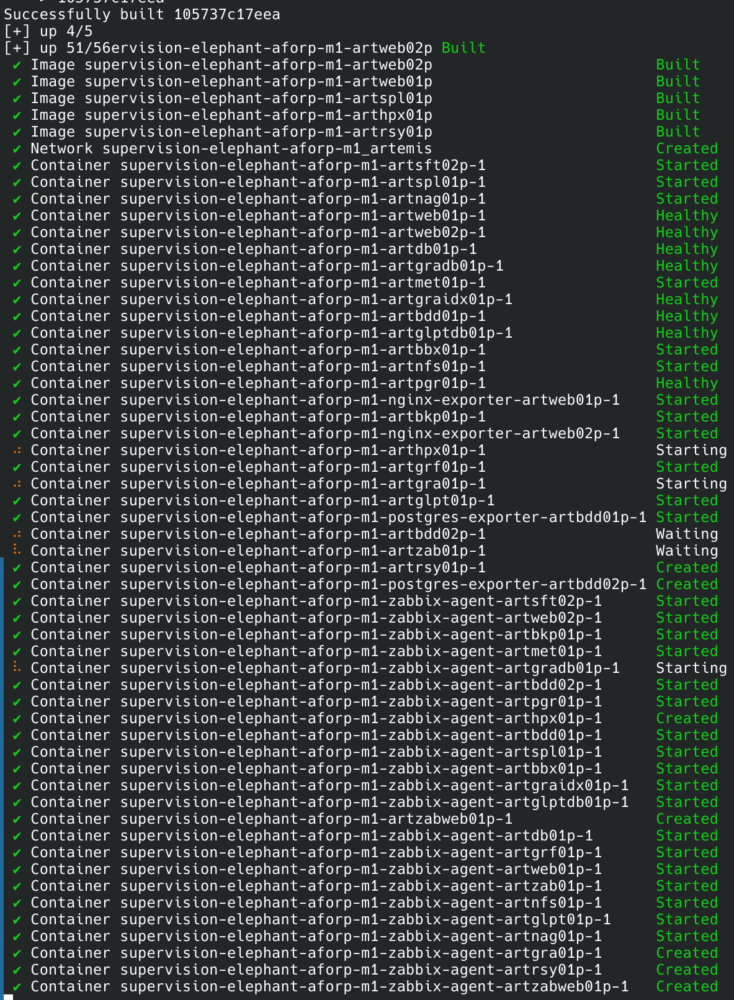 Successfully built 105737c17eea
[+] up 4/5
[+] up 51/56ervision-elephant-aforp-m1-artweb02p Built
✔ Image supervision-elephant-aforp-m1-artweb02p Built
✔ Image supervision-elephant-aforp-m1-artweb01p Built
✔ Image supervision-elephant-aforp-m1-artspl01p Built
✔ Image supervision-elephant-aforp-m1-arthpx01p Built
✔ Image supervision-elephant-aforp-m1-artrsy01p Built
✔ Network supervision-elephant-aforp-m1_artemis Created
✔ Container supervision-elephant-aforp-m1-artsft02p-1 Started
✔ Container supervision-elephant-aforp-m1-artspl01p-1 Started
✔ Container supervision-elephant-aforp-m1-artnag01p-1 Started
✔ Container supervision-elephant-aforp-m1-artweb01p-1 Healthy
✔ Container supervision-elephant-aforp-m1-artweb02p-1 Healthy
✔ Container supervision-elephant-aforp-m1-artdb01p-1 Healthy
✔ Container supervision-elephant-aforp-m1-artgradb01p-1 Healthy
✔ Container supervision-elephant-aforp-m1-artmet01p-1 Started
✔ Container supervision-elephant-aforp-m1-artgraidx01p-1 Healthy
✔ Container supervision-elephant-aforp-m1-artbdd01p-1 Healthy
✔ Container supervision-elephant-aforp-m1-artglptdb01p-1 Healthy
✔ Container supervision-elephant-aforp-m1-artbbx01p-1 Started
✔ Container supervision-elephant-aforp-m1-artnfs01p-1 Started
✔ Container supervision-elephant-aforp-m1-artpgr01p-1 Healthy
✔ Container supervision-elephant-aforp-m1-nginx-exporter-artweb01p-1 Started
✔ Container supervision-elephant-aforp-m1-artbkp01p-1 Started
✔ Container supervision-elephant-aforp-m1-nginx-exporter-artweb02p-1 Started
Container supervision-elephant-aforp-m1-arthpx01p-1 Starting
✔ Container supervision-elephant-aforp-m1-artgrf01p-1 Started
Container supervision-elephant-aforp-m1-artgra01p-1 Starting
✔ Container supervision-elephant-aforp-m1-artglpt01p-1 Started
✔ Container supervision-elephant-aforp-m1-postgres-exporter-artbdd01p-1 Started
Container supervision-elephant-aforp-m1-artbdd02p-1 Waiting
Container supervision-elephant-aforp-m1-artzab01p-1 Waiting
✔ Container supervision-elephant-aforp-m1-artrsy01p-1 Created
✔ Container supervision-elephant-aforp-m1-postgres-exporter-artbdd02p-1 Created
✔ Container supervision-elephant-aforp-m1-zabbix-agent-artsft02p-1 Started
✔ Container supervision-elephant-aforp-m1-zabbix-agent-artweb02p-1 Started
✔ Container supervision-elephant-aforp-m1-zabbix-agent-artbkp01p-1 Started
✔ Container supervision-elephant-aforp-m1-zabbix-agent-artmet01p-1 Started
Container supervision-elephant-aforp-m1-zabbix-agent-artgradb01p-1 Starting
✔ Container supervision-elephant-aforp-m1-zabbix-agent-artbdd02p-1 Started
✔ Container supervision-elephant-aforp-m1-zabbix-agent-artpgr01p-1 Started
✔ Container supervision-elephant-aforp-m1-zabbix-agent-arthpx01p-1 Created
✔ Container supervision-elephant-aforp-m1-zabbix-agent-artbdd01p-1 Started
✔ Container supervision-elephant-aforp-m1-zabbix-agent-artspl01p-1 Started
✔ Container supervision-elephant-aforp-m1-zabbix-agent-artbbx01p-1 Started
✔ Container supervision-elephant-aforp-m1-zabbix-agent-artgraidx01p-1 Started
✔ Container supervision-elephant-aforp-m1-zabbix-agent-artglptdb01p-1 Started
✔ Container supervision-elephant-aforp-m1-artzabweb01p-1 Created
✔ Container supervision-elephant-aforp-m1-zabbix-agent-artdb01p-1 Started
✔ Container supervision-elephant-aforp-m1-zabbix-agent-artgrf01p-1 Started
✔ Container supervision-elephant-aforp-m1-zabbix-agent-artweb01p-1 Started
✔ Container supervision-elephant-aforp-m1-zabbix-agent-artzab01p-1 Started
✔ Container supervision-elephant-aforp-m1-zabbix-agent-artnfs01p-1 Started
✔ Container supervision-elephant-aforp-m1-zabbix-agent-artglpt01p-1 Started
✔ Container supervision-elephant-aforp-m1-zabbix-agent-artnag01p-1 Started
✔ Container supervision-elephant-aforp-m1-zabbix-agent-artgra01p-1 Created
✔ Container supervision-elephant-aforp-m1-zabbix-agent-artrsy01p-1 Created
✔ Container supervision-elephant-aforp-m1-zabbix-agent-artzabweb01p-1 Created